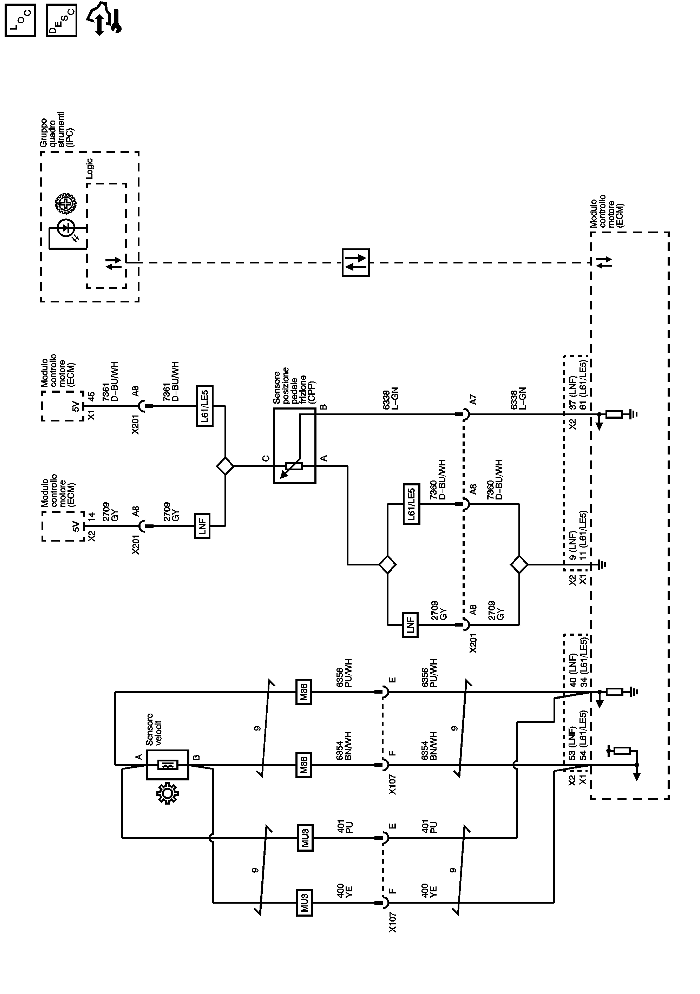 LOC
DESC
Gruppo
quadro
strumenti
(IPC)
Logic
Modulo
controllo
motore
(ECM)
Modulo
controllo
motore
(ECM)
5V
X1
45
7361
D-BU/WH
X201
A9
7361
D-BU/WH
L61/LE5
Modulo
controllo
motore
(ECM)
5V
X2
14
2709
GY
X201
A8
2709
GY
LNF
Sensore
posizione
pedale
frizione
(CPP)
C
B
A
6338
L-GN
A7
6338
L-GN
X2
37 (LNF)
61 (L61/LE5)
L61/LE5
7360
D-BU/WH
A8
7360
D-BU/WH
LNF
2709
GY
X201
A8
2709
GY
X2
9 (LNF)
X1
11 (L61/LE5)
Sensore
velocit
A
B
9
M86
6356
PU/WH
E
6356
PU/WH
40 (LNF)
34 (L61/LE5)
M86
6354
BN/WH
X107
F
6354
BN/WH
9
X2
53 (LNF)
X1
54 (L61/LE5)
9
MU3
401
PU
E
401
PU
9
MU3
400
YE
X107
F
400
YE